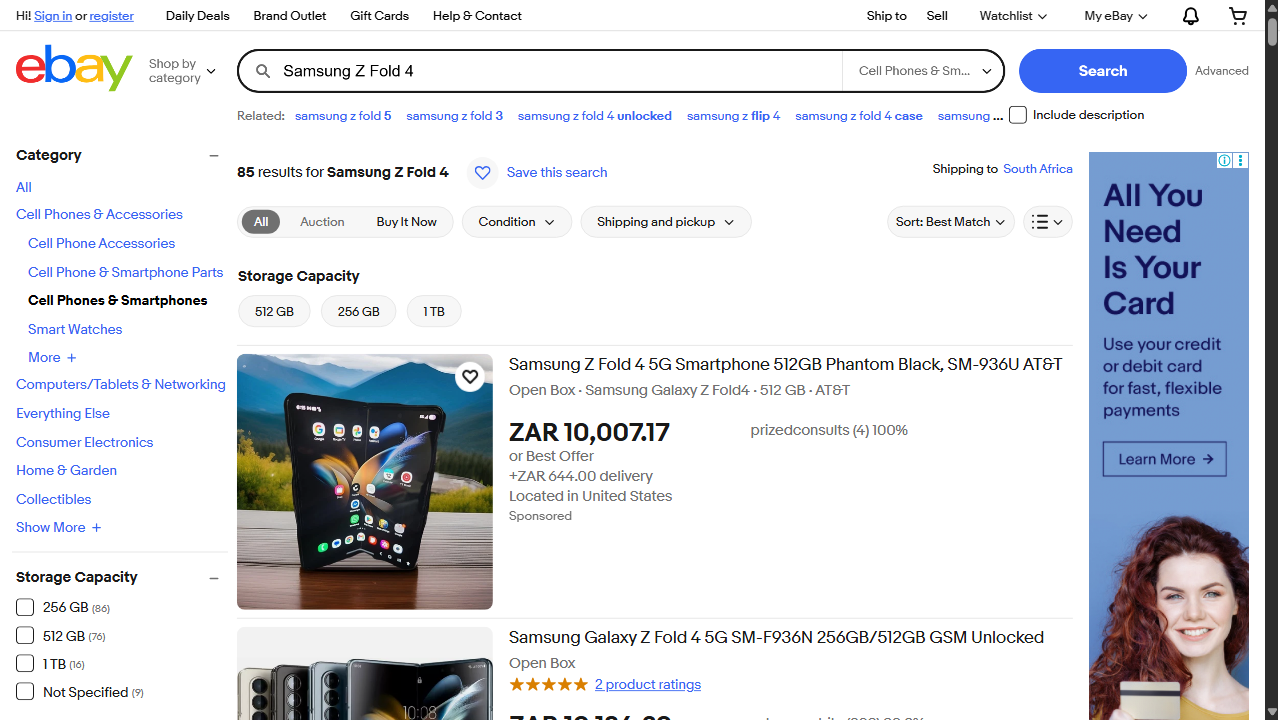 Hi! Sign in or register
Daily Deals
Brand Outlet
Gift Cards
Help & Contact
Ship to
Sell
Watchlist
My eBay
ebay
Shop by
category
Samsung Z Fold 4
Cell Phones & Sm...
Search
Advanced
Related:
samsung z fold 5
samsung z fold 3
samsung z fold 4 unlocked
samsung z flip 4
samsung z fold 4 case
samsung ...
Include description
Category
All
Cell Phones & Accessories
Cell Phone Accessories
Cell Phone & Smartphone Parts
Cell Phones & Smartphones
Smart Watches
More +
Computers/Tablets & Networking
Everything Else
Consumer Electronics
Home & Garden
Collectibles
Show More +
Storage Capacity
256 GB (86)
512 GB (76)
1 TB (16)
Not Specified (9)
85 results for Samsung Z Fold 4
Save this search
Shipping to South Africa
All
Auction
Buy It Now
Condition
Shipping and pickup
Sort: Best Match
Storage Capacity
512 GB
256 GB
1 TB
Samsung Z Fold 4 5G Smartphone 512GB Phantom Black, SM-936U AT&T
Open Box · Samsung Galaxy Z Fold4 · 512 GB · AT&T
ZAR 10,007.17
prizedconsults (4) 100%
or Best Offer
+ZAR 644.00 delivery
Located in United States
Sponsored
Samsung Galaxy Z Fold 4 5G SM-F936N 256GB/512GB GSM Unlocked
Open Box
2 product ratings
10:08
All You
Need
Is Your
Card
Use your credit
or debit card
for fast, flexible
payments
Learn More →